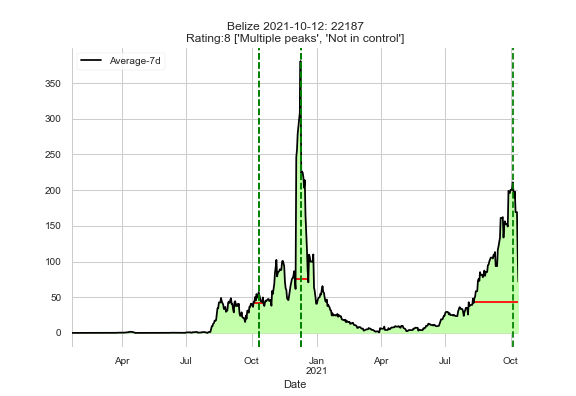 Belize 2021-10-12: 22187
Rating:8 ['Multiple peaks', 'Not in control']
Average-7d
350
300
250
200
150
100
50
0
Apr Jul Oct Jan Apr Jul Oct
2021
Date